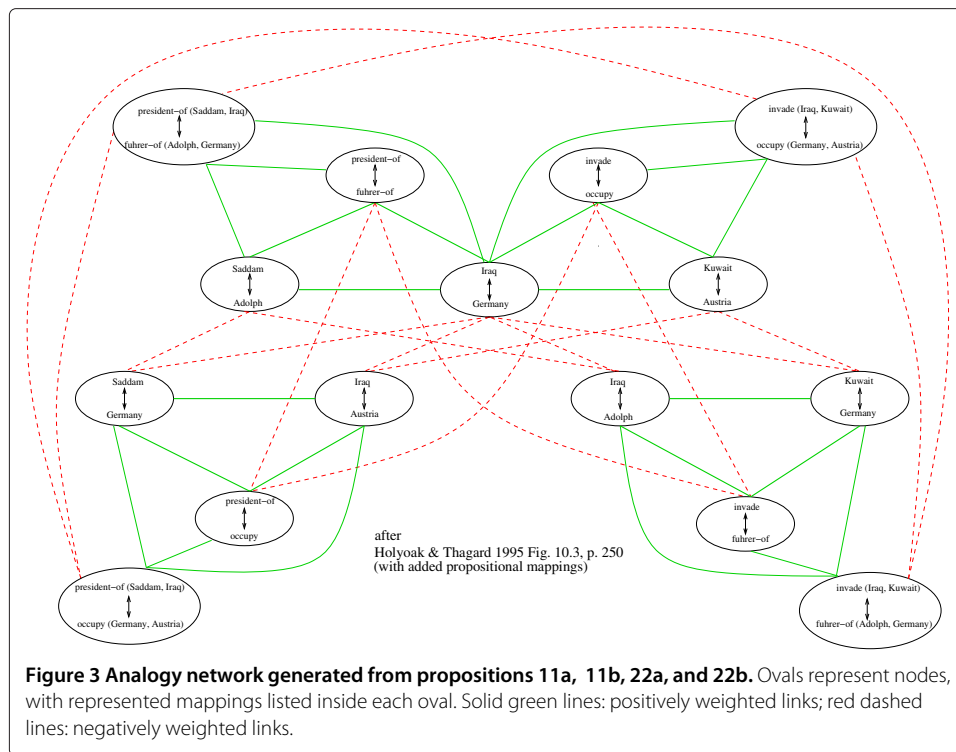 president-of (Saddam, Iraq)
fuhrer-of (Adolph, Germany)
invade (Iraq, Kuwait)
occupy (Germany, Austria)
president-of
fuhrer-of
invade
occupy
Saddam
Adolph
Iraq
Germany
Kuwait
Austria
Saddam
Germany
Iraq
Austria
Iraq
Adolph
Kuwait
Germany
president-of
occupy
invade
fuhrer-of
after
Holyoak & Thagard 1995 Fig. 10.3, p. 250
(with added propositional mappings)
president-of (Saddam, Iraq)
occupy (Germany, Austria)
invade (Iraq, Kuwait)
fuhrer-of (Adolph, Germany)
Figure 3 Analogy network generated from propositions 11a, 11b, 22a, and 22b. Ovals represent nodes,
with represented mappings listed inside each oval. Solid green lines: positively weighted links; red dashed
lines: negatively weighted links.